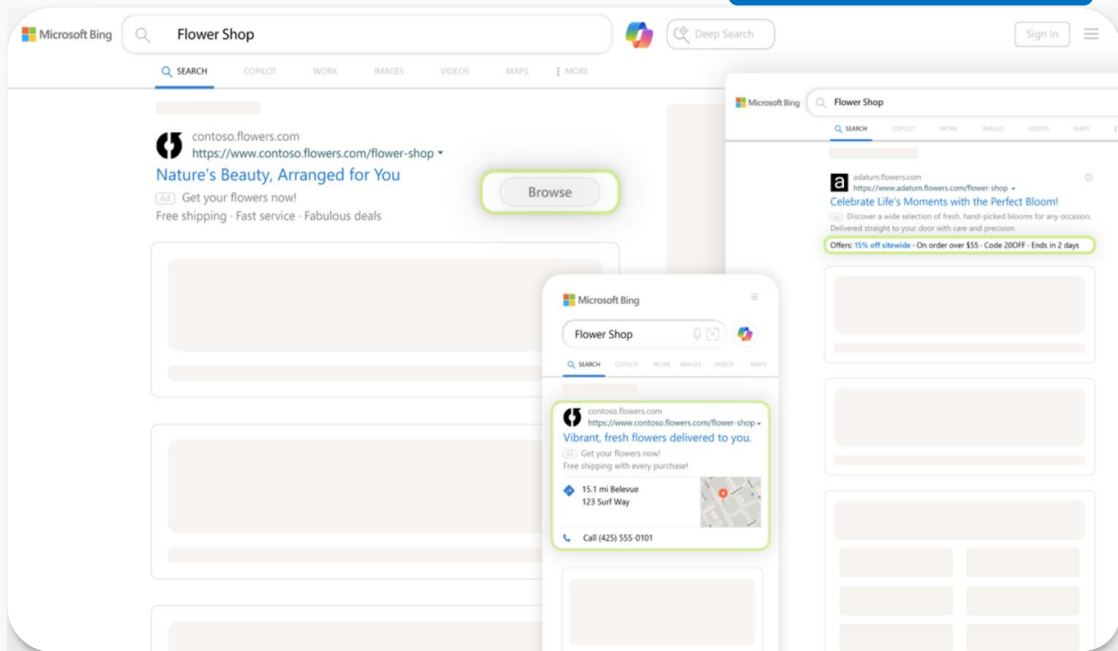 Microsoft Bing
Flower Shop
Deep Search
Sign In
SEARCH COPILOT WORK IMAGES VIDEOS MAPS MORE
contoso.flowers.com
https://www.contoso.flowers.com/flower-shop
Nature's Beauty, Arranged for You
Ad Get your flowers now!
Free shipping · Fast service · Fabulous deals
Browse
Microsoft Bing
Flower Shop
SEARCH COPILOT WORK IMAGES VIDEOS MAPS
a adatum.flowers.com
https://www.adatum.flowers.com/flower-shop
Celebrate Life's Moments with the Perfect Bloom!
Ad Discover a wide selection of fresh, hand-picked blooms for any occasion.
Delivered straight to your door with care and precision.
Offers: 15% off sitewide · On order over $55 · Code 20OFF · Ends in 2 days
Microsoft Bing
Flower Shop
SEARCH COPILOT WORK IMAGES VIDEOS MAPS
contoso.flowers.com
https://www.contoso.flowers.com/flower-shop
Vibrant, fresh flowers delivered to you.
Ad Get your flowers now!
Free shipping with every purchase!
15.1 mi Belevue
123 Surf Way
Call (425) 555-0101